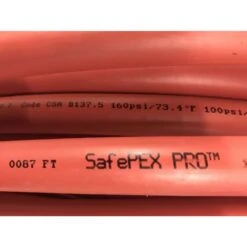 Code CSA B137.5 160psi/73.4°F 100psi/
0087 FT SafePEX PRO™